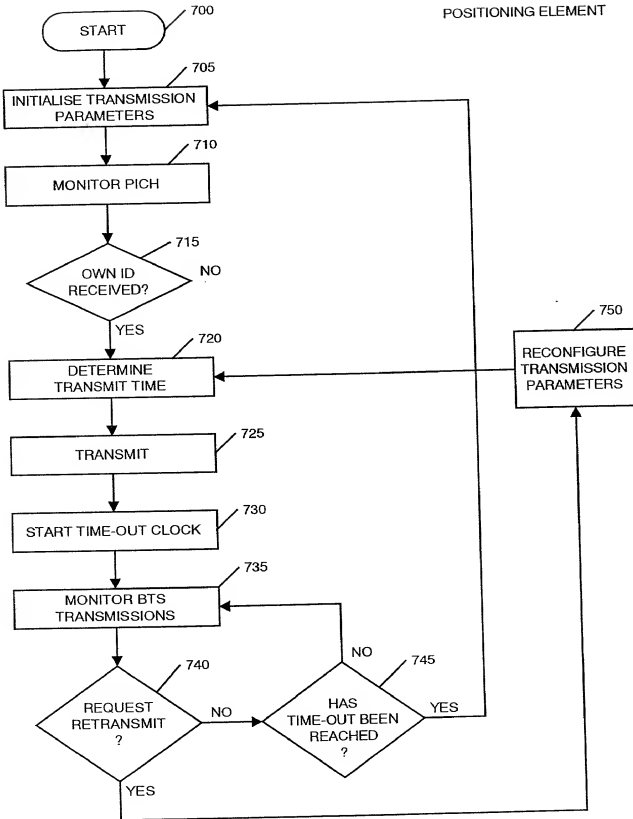 POSITIONING ELEMENT
START
700
705
INITIALISE TRANSMISSION
PARAMETERS
710
MONITOR PICH
715
OWN ID
RECEIVED?
NO
YES
720
DETERMINE
TRANSMIT TIME
750
RECONFIGURE
TRANSMISSION
PARAMETERS
725
TRANSMIT
730
START TIME-OUT CLOCK
735
MONITOR BTS
TRANSMISSIONS
740
REQUEST
RETRANSMIT
?
NO
YES
745
HAS
TIME-OUT BEEN
REACHED
?
NO
YES